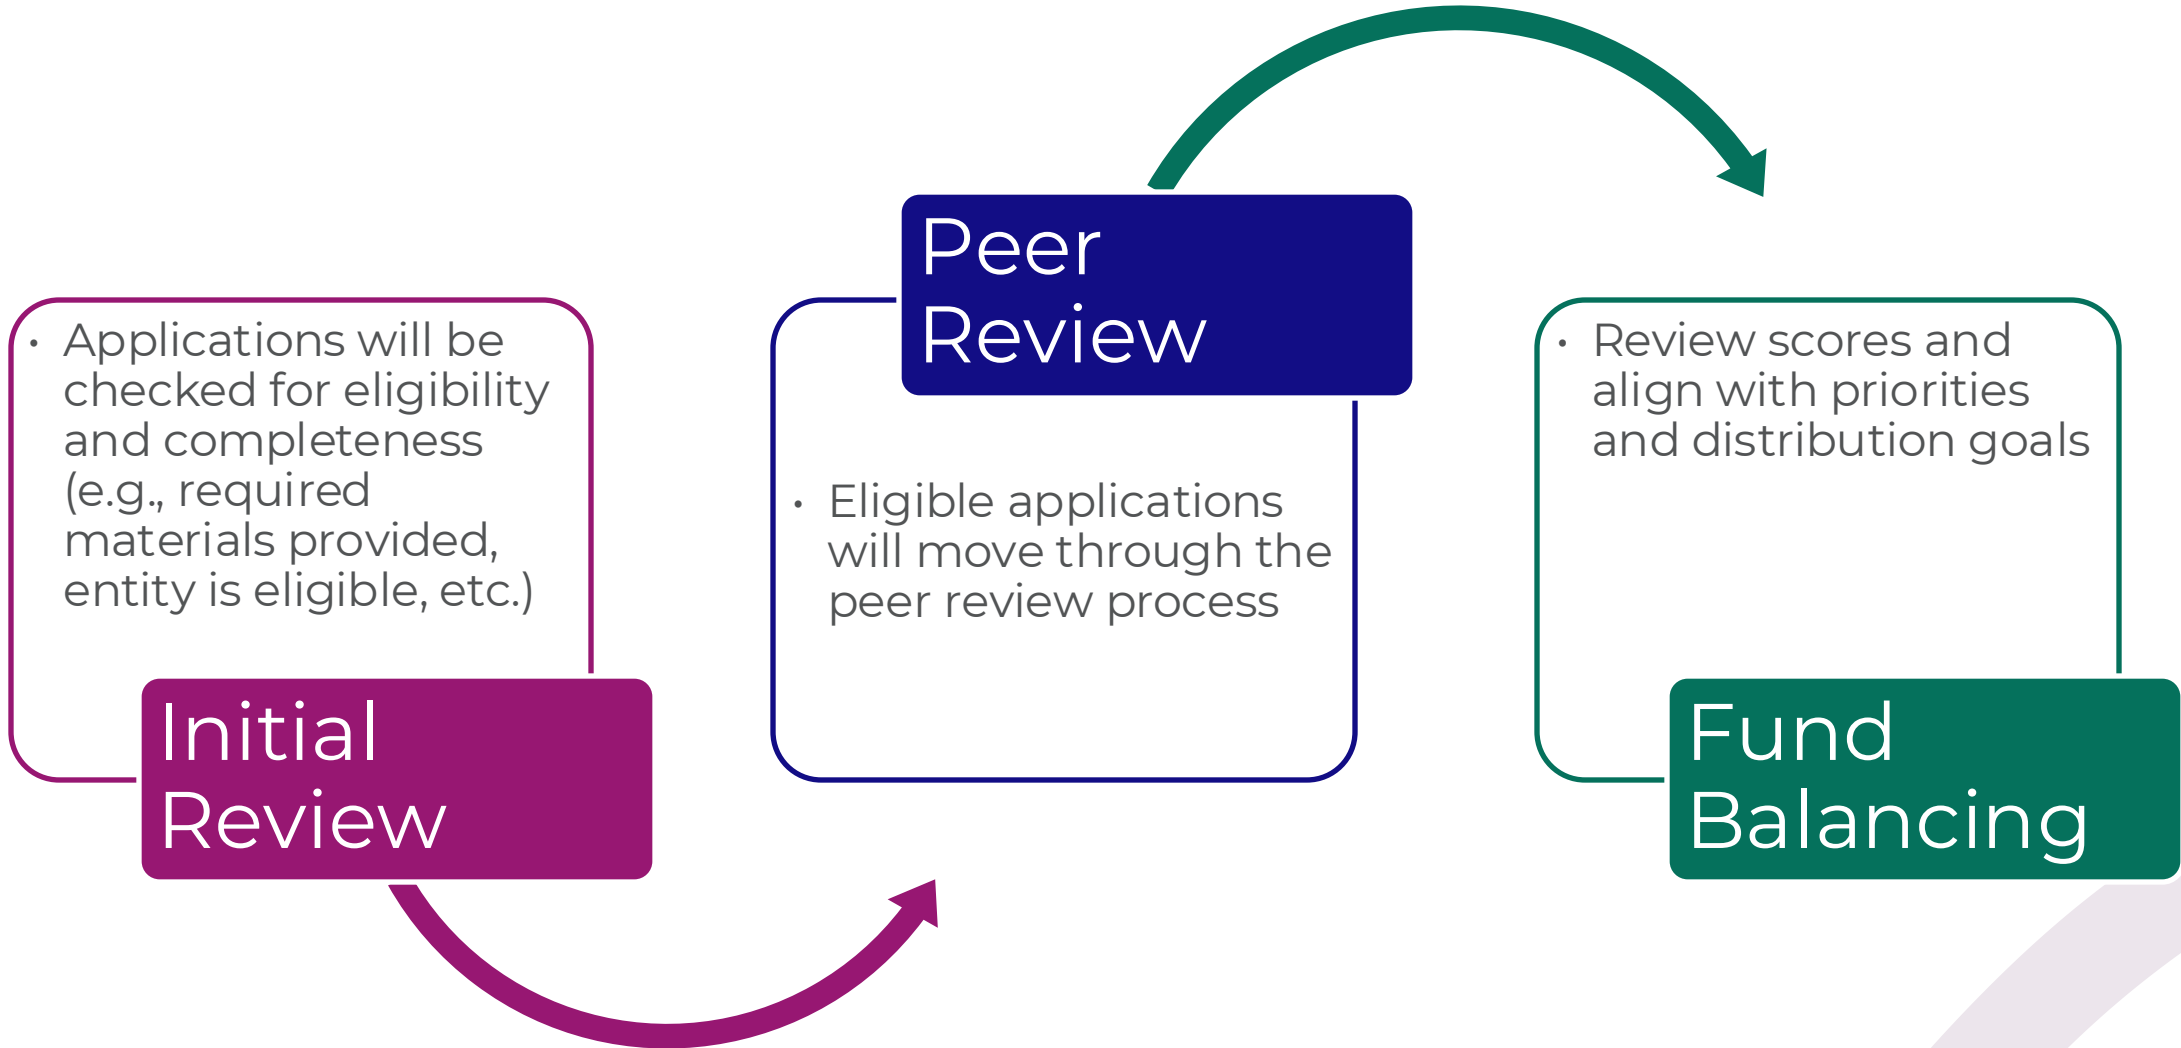 • Applications will be
checked for eligibility
and completeness
(e.g., required
materials provided,
entity is eligible, etc.)
Initial
Review
Peer
Review
• Eligible applications
will move through the
peer review process
• Review scores and
align with priorities
and distribution goals
Fund
Balancing